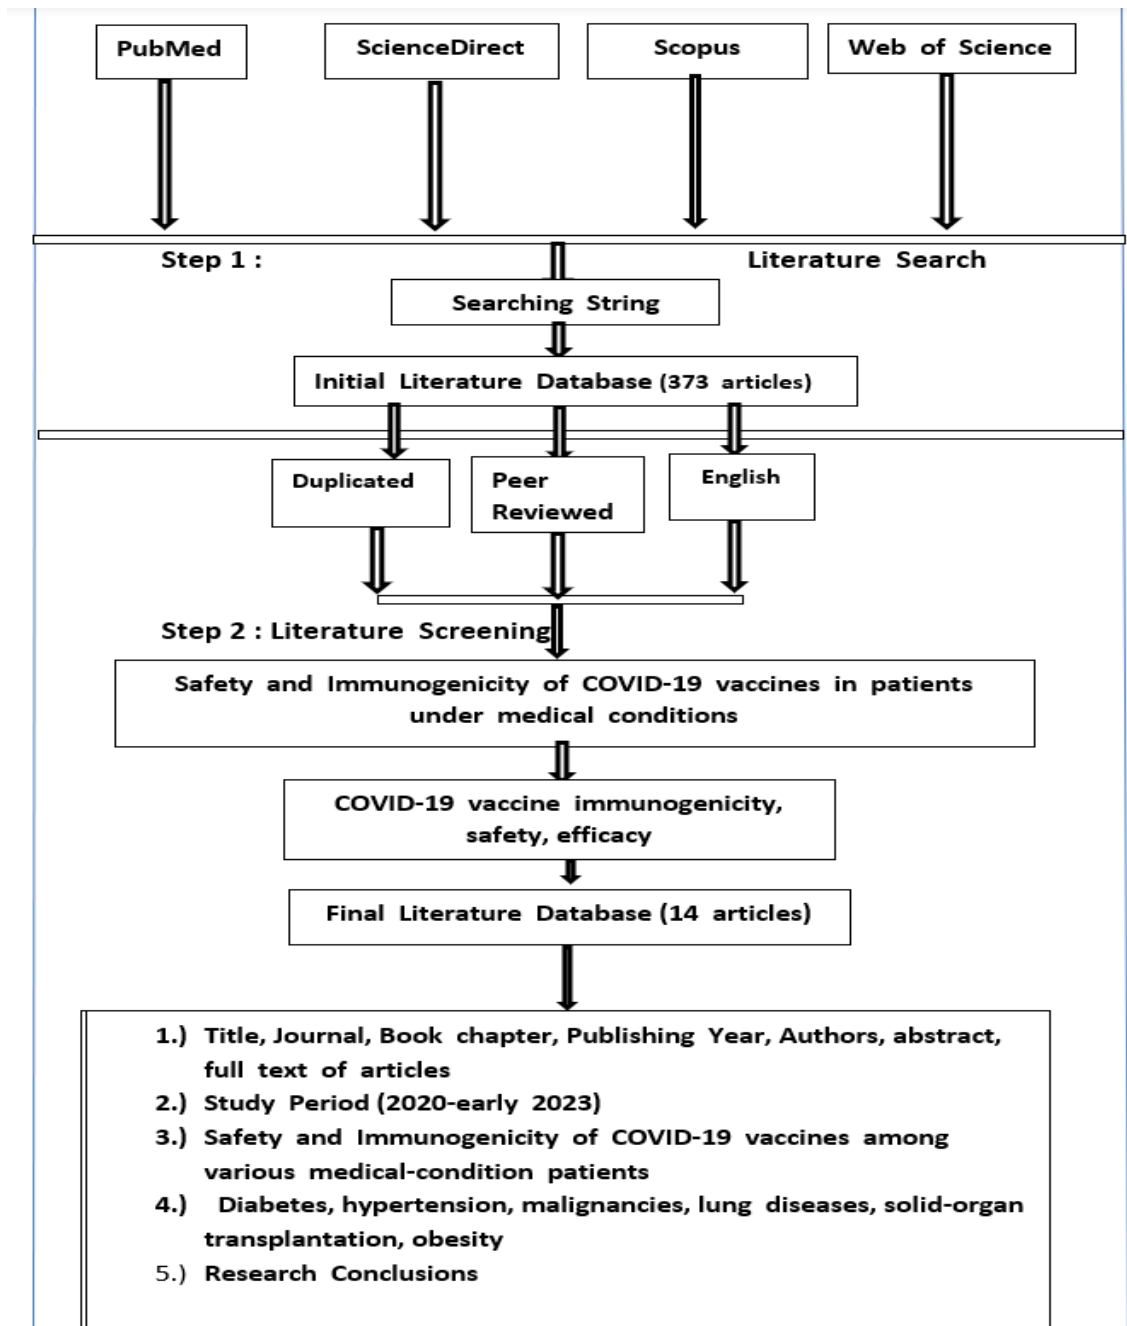 PubMed
ScienceDirect
Scopus
Web of Science
Step 1 :
Literature Search
Searching String
Initial Literature Database (373 articles)
Duplicated
Peer
Reviewed
English
Step 2 : Literature Screening
Safety and Immunogenicity of COVID-19 vaccines in patients
under medical conditions
COVID-19 vaccine immunogenicity,
safety, efficacy
Final Literature Database (14 articles)
1.) Title, Journal, Book chapter, Publishing Year, Authors, abstract,
full text of articles
2.) Study Period (2020-early 2023)
3.) Safety and Immunogenicity of COVID-19 vaccines among
various medical-condition patients
4.) Diabetes, hypertension, malignancies, lung diseases, solid-organ
transplantation, obesity
5.) Research Conclusions